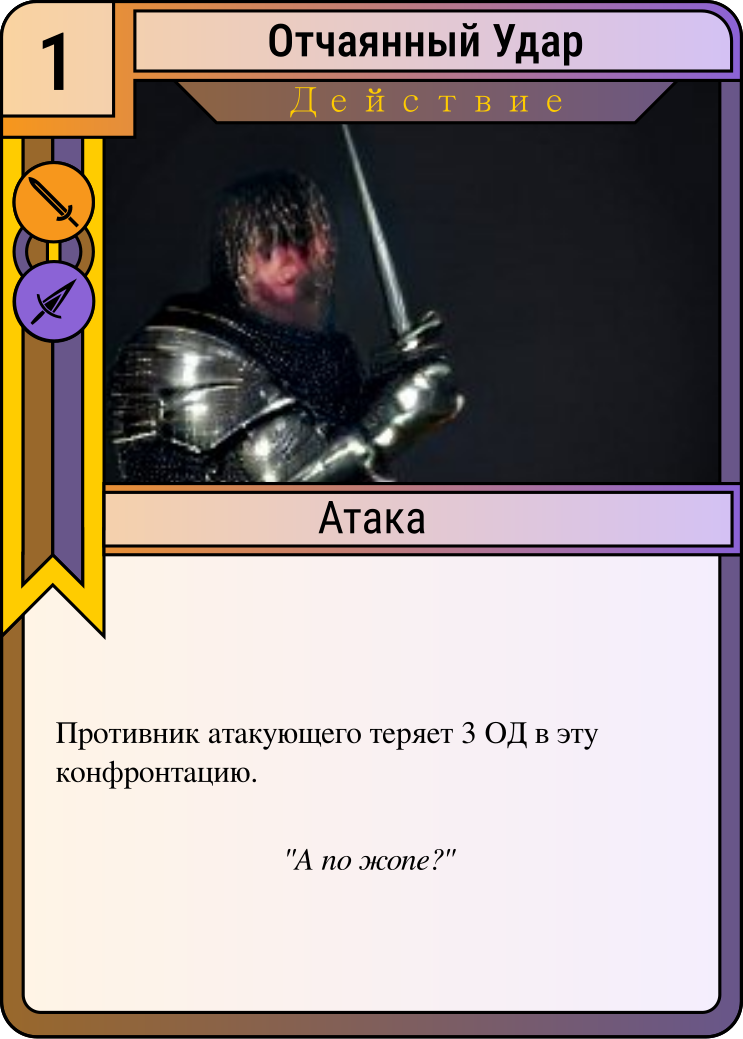 1
Отчаянный Удар
Действие
Атака
Противник атакующего теряет 3 ОД в эту
конфронтацию.
"А по жопе?"